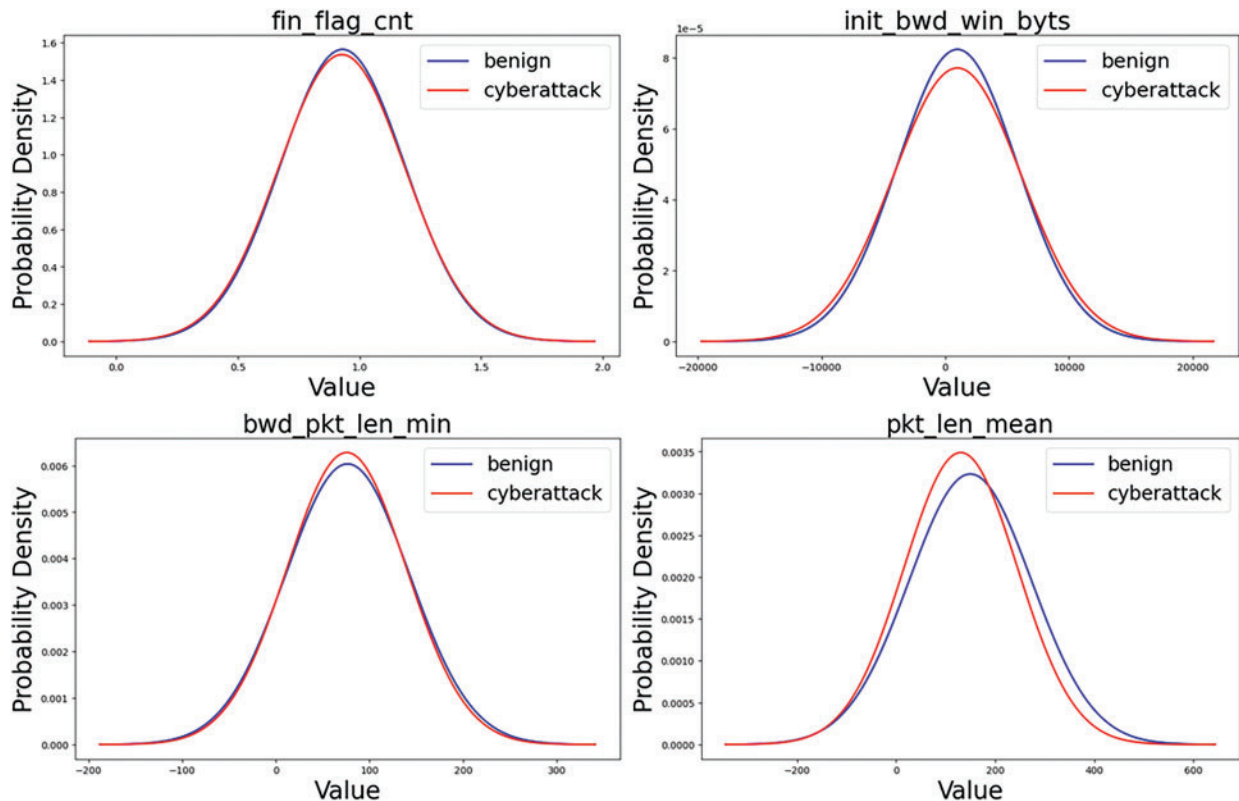 fin_flag_cnt
1.6
1.4
1.2
1.0
0.8
0.6
0.4
0.2
0.0
Probability Density
benign
cyberattack
0.0 0.5 1.0 1.5 2.0
Value
init_bwd_win_byts
1e-5
8
6
4
2
0
Probability Density
benign
cyberattack
−20000 −10000 0 10000 20000
Value
bwd_pkt_len_min
0.006
0.005
0.004
0.003
0.002
0.001
0.000
Probability Density
benign
cyberattack
−200 −100 0 100 200 300
Value
pkt_len_mean
0.0035
0.0030
0.0025
0.0020
0.0015
0.0010
0.0005
0.0000
Probability Density
benign
cyberattack
−200 0 200 400 600
Value